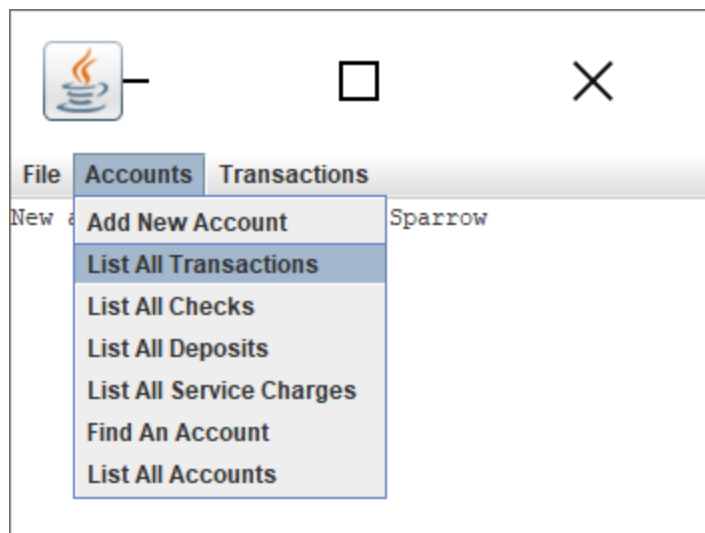 File Accounts Transactions
New Sparrow
Add New Account
List All Transactions
List All Checks
List All Deposits
List All Service Charges
Find An Account
List All Accounts